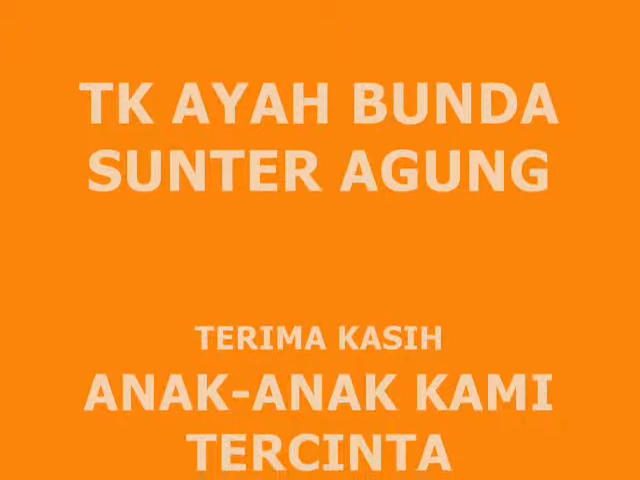 TK AYAH BUNDA
SUNTER AGUNG
TERIMA KASIH
ANAK-ANAK KAMI
TERCINTA